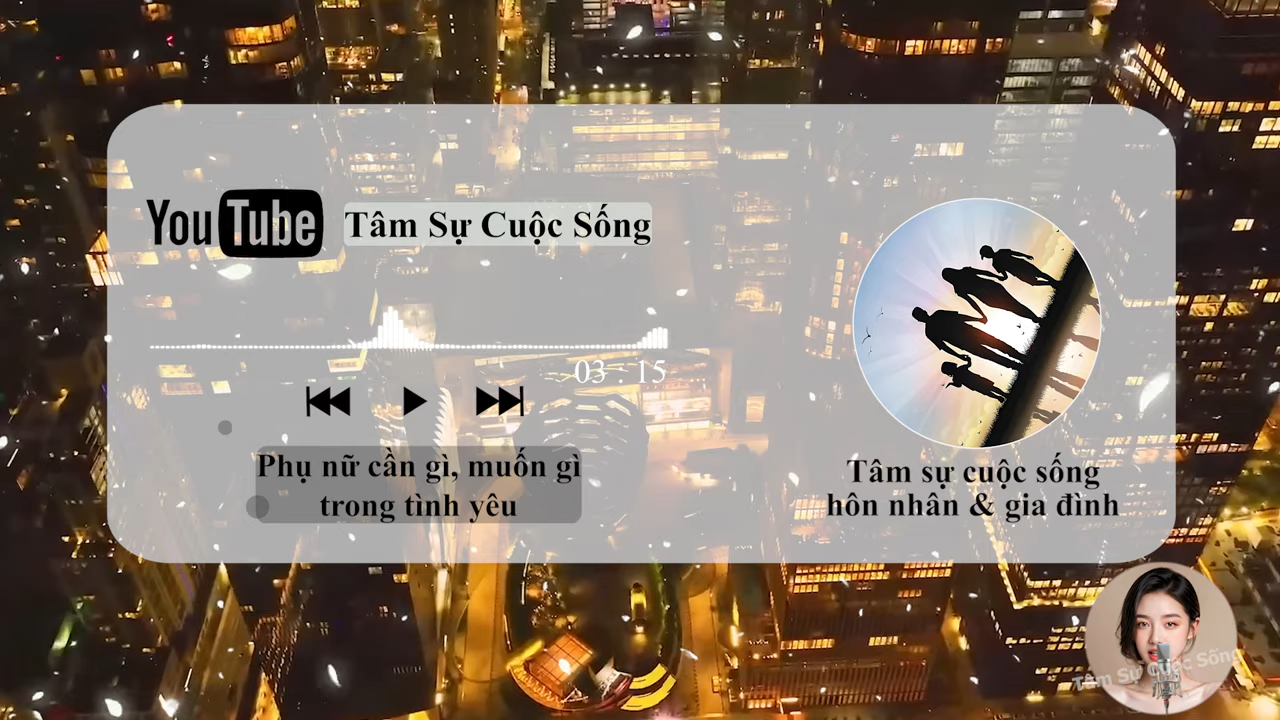 YouTube
Tâm Sự Cuộc Sống
03 : 15
Phụ nữ cần gì, muốn gì
trong tình yêu
Tâm sự cuộc sống
hôn nhân & gia đình
Tâm Sự Cuộc Sống